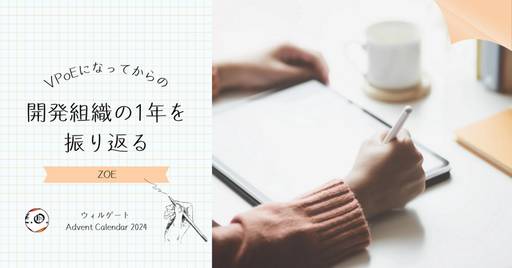 VPoEになってからの
開発組織の1年を
振り返る
ZOE
ウィルゲート
Advent Calendar 2024